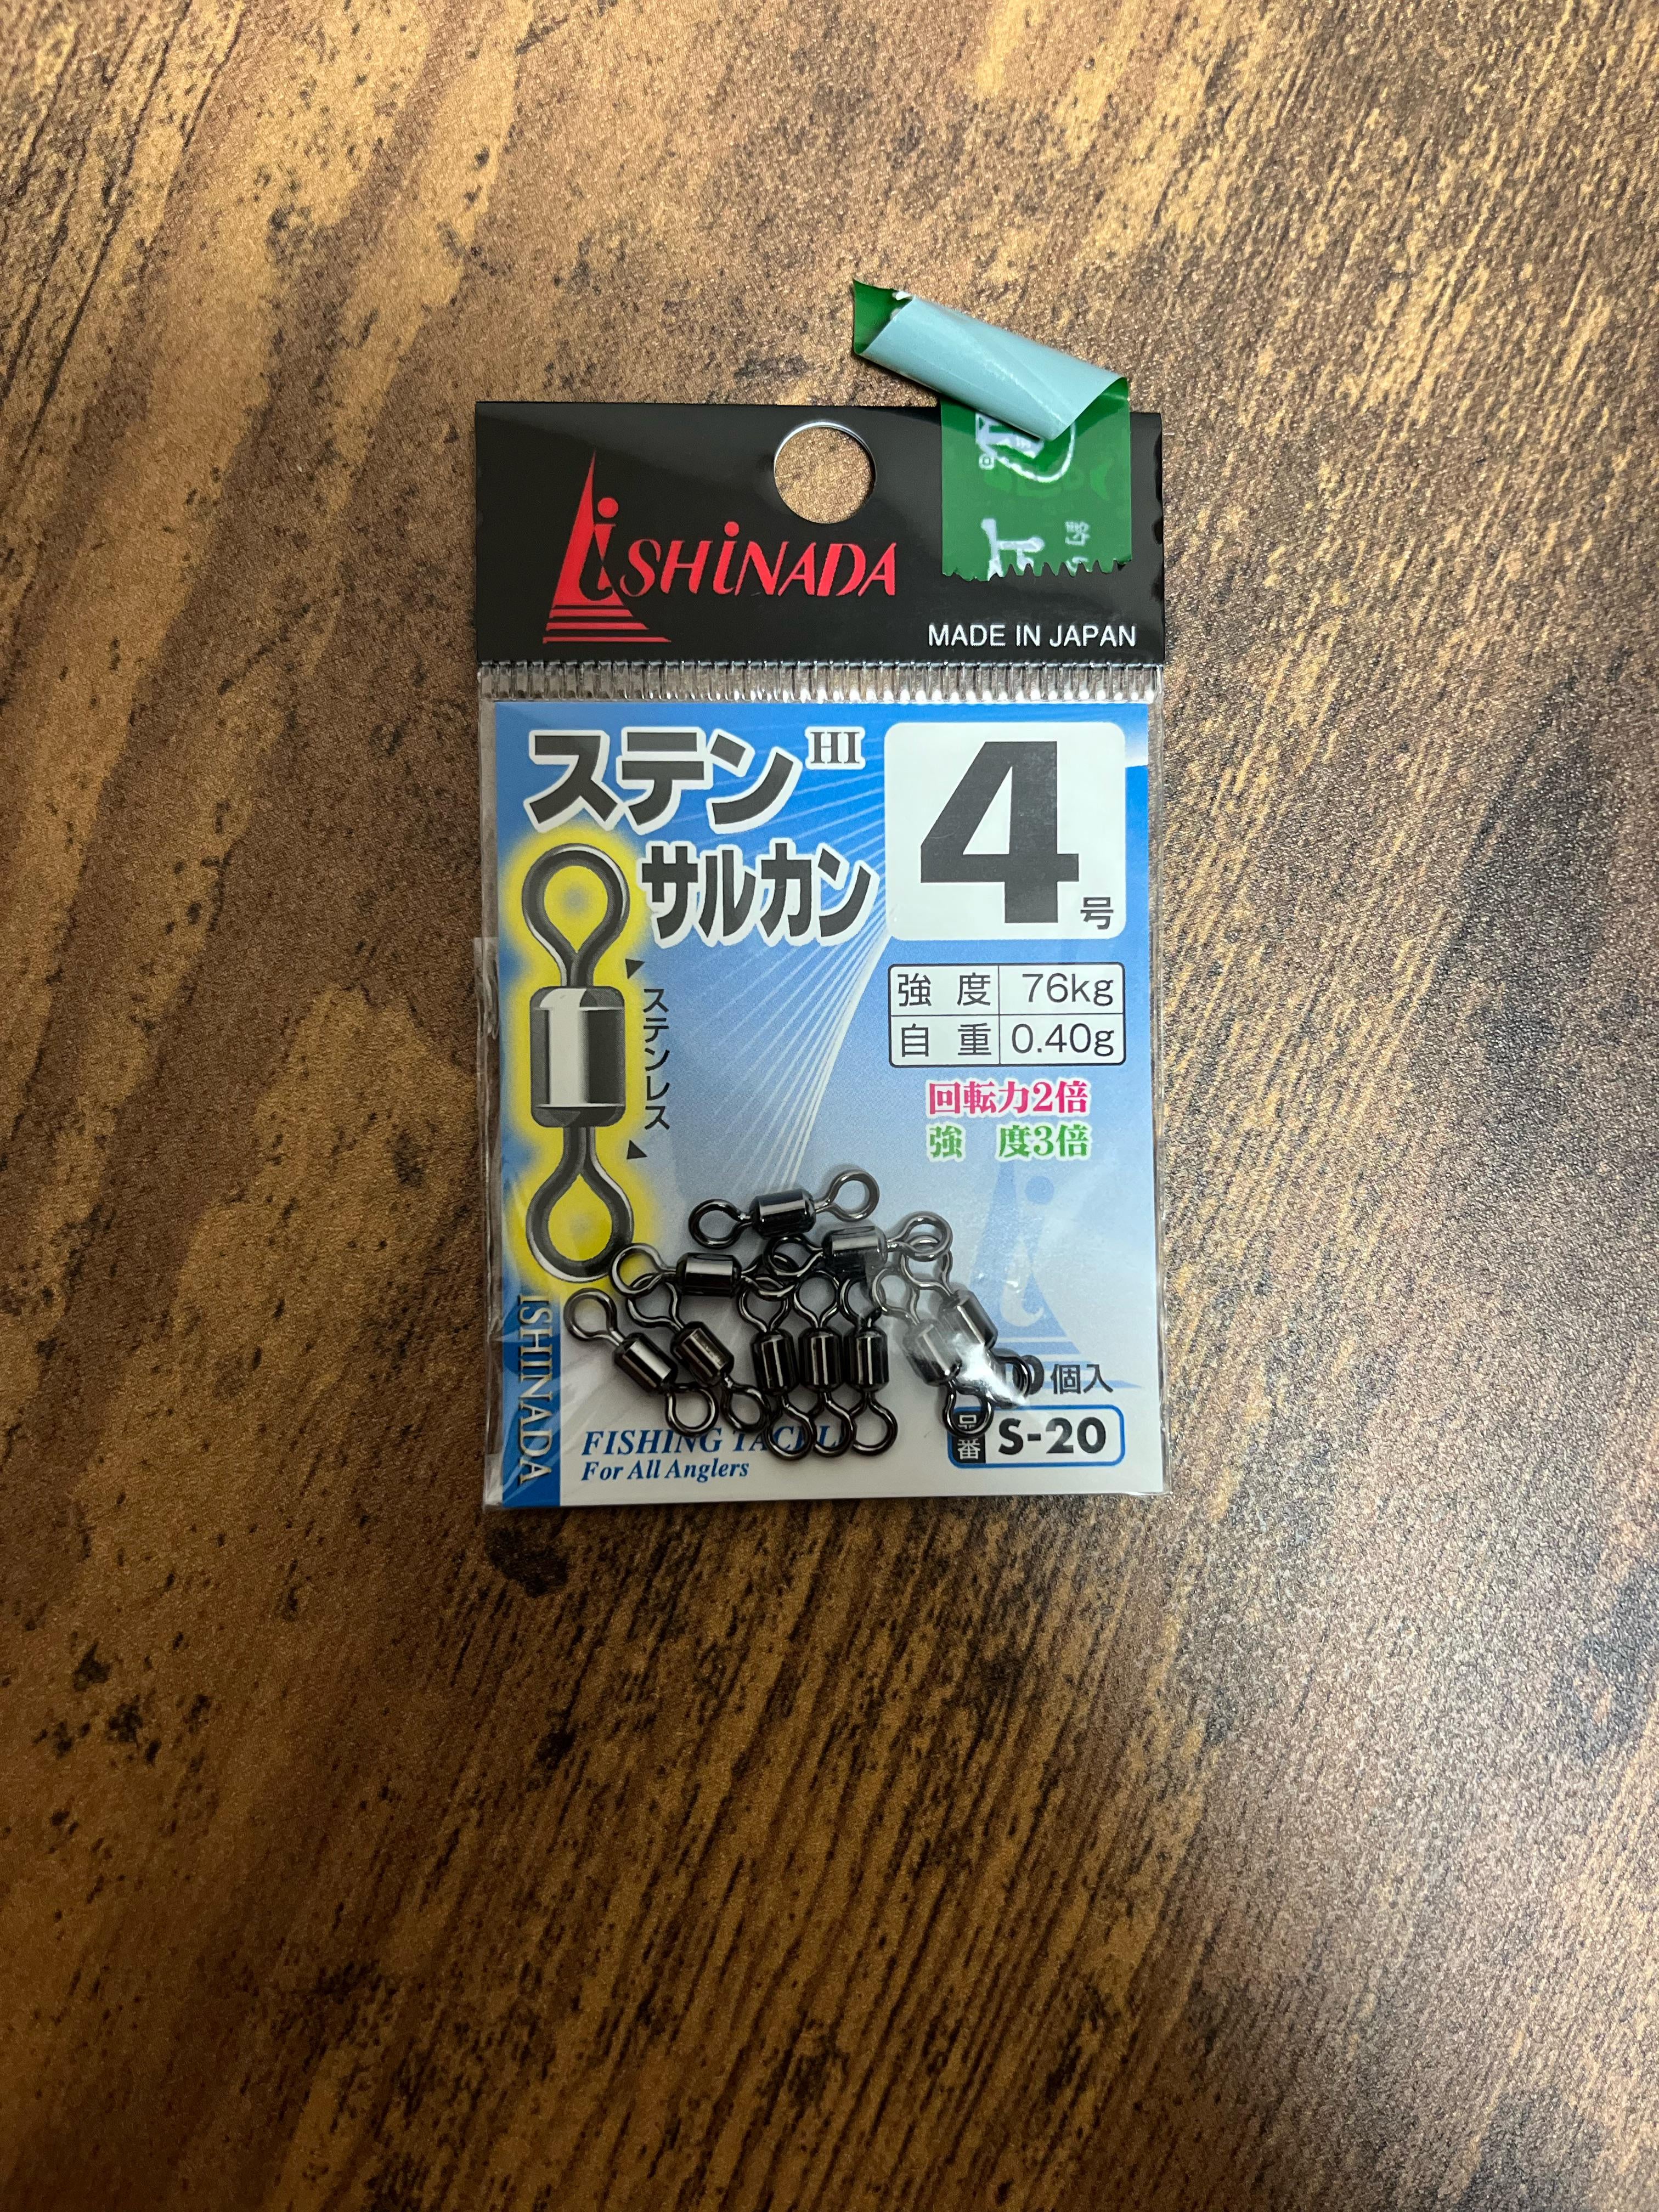 iSHiNADA
MADE IN JAPAN
ステンHI
サルカン
4号
強度 76kg
自重 0.40g
ステンレス
回転力2倍
強 度3倍
ISHINADA
個入
FISHING
For All Anglers
品番 S-20